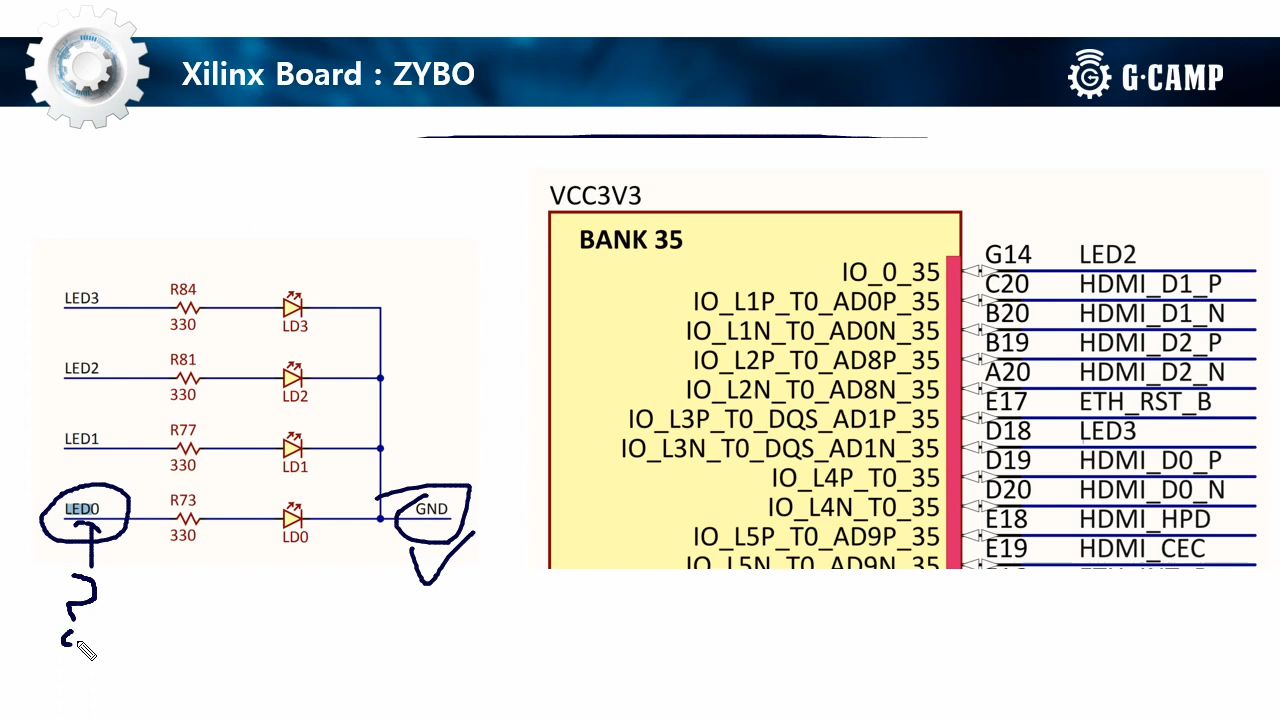 Xilinx Board : ZYBO
G·CAMP
LED3
R84
330
LD3
LED2
R81
330
LD2
LED1
R77
330
LD1
LED0
R73
330
LD0
GND
VCC3V3
BANK 35
IO_0_35 G14 LED2
IO_L1P_T0_AD0P_35 C20 HDMI_D1_P
IO_L1N_T0_AD0N_35 B20 HDMI_D1_N
IO_L2P_T0_AD8P_35 B19 HDMI_D2_P
IO_L2N_T0_AD8N_35 A20 HDMI_D2_N
IO_L3P_T0_DQS_AD1P_35 E17 ETH_RST_B
IO_L3N_T0_DQS_AD1N_35 D18 LED3
IO_L4P_T0_35 D19 HDMI_D0_P
IO_L4N_T0_35 D20 HDMI_D0_N
IO_L5P_T0_AD9P_35 E18 HDMI_HPD
IO_L5N_T0_AD9N_35 E19 HDMI_CEC